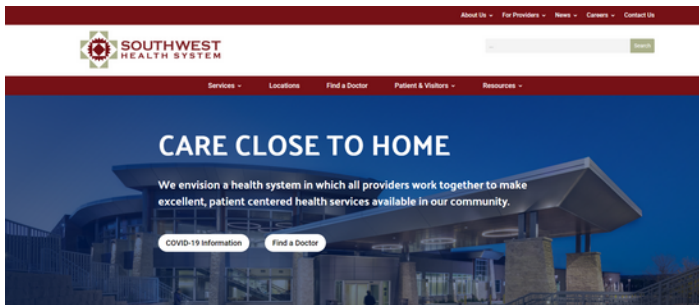 About Us
For Providers
News
Careers
Contact Us
SOUTHWEST
HEALTH SYSTEM
...
Search
Services
Locations
Find a Doctor
Patient & Visitors
Resources
CARE CLOSE TO HOME
We envision a health system in which all providers work together to make
excellent, patient centered health services available in our community.
COVID-19 Information
Find a Doctor